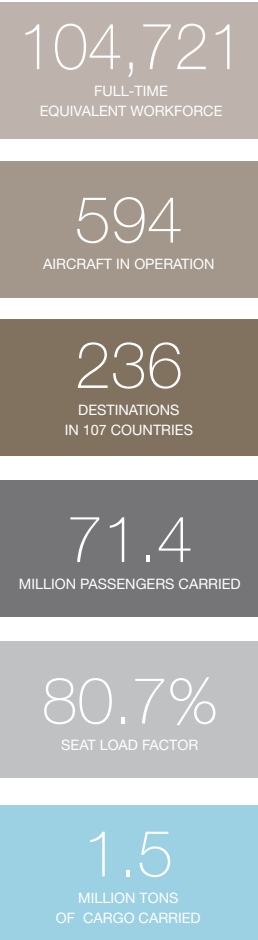 104,721
FULL-TIME
EQUIVALENT WORKFORCE
594
AIRCRAFT IN OPERATION
236
DESTINATIONS
IN 107 COUNTRIES
71.4
MILLION PASSENGERS CARRIED
80.7%
SEAT LOAD FACTOR
1.5
MILLION TONS
OF CARGO CARRIED